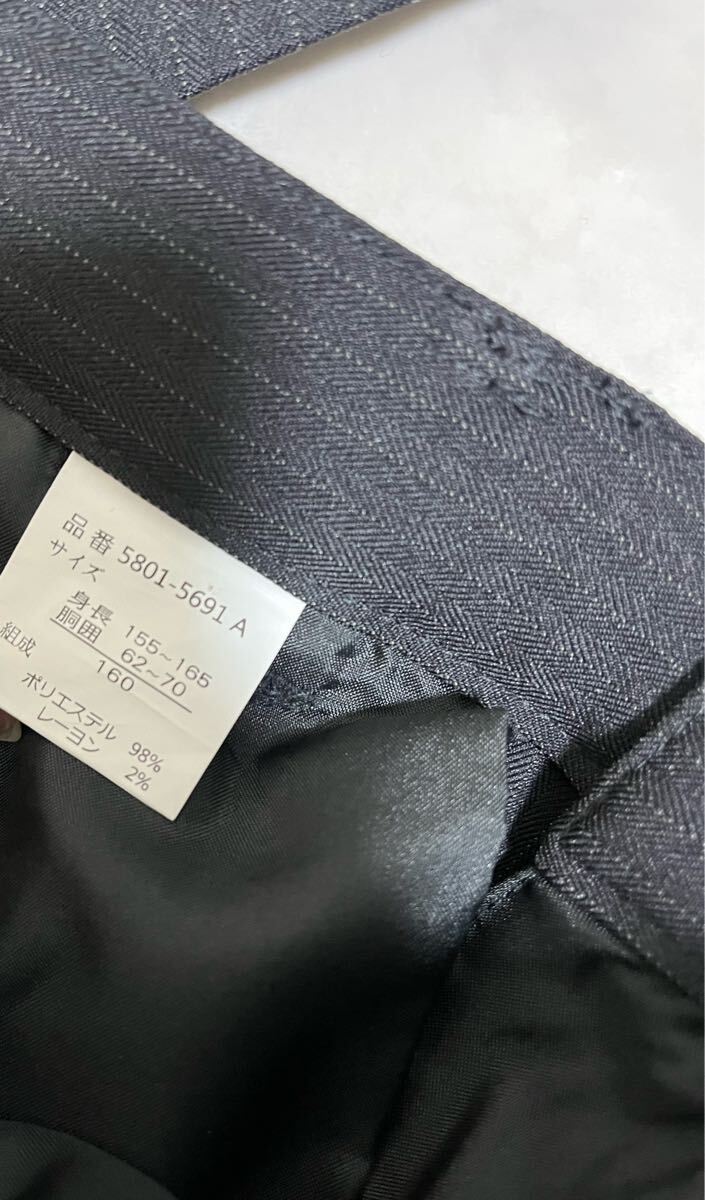 品番 5801-5691 A
サイズ
身長 155~165
胴囲 62~70
160
組成
ポリエステル 98%
レーヨン 2%